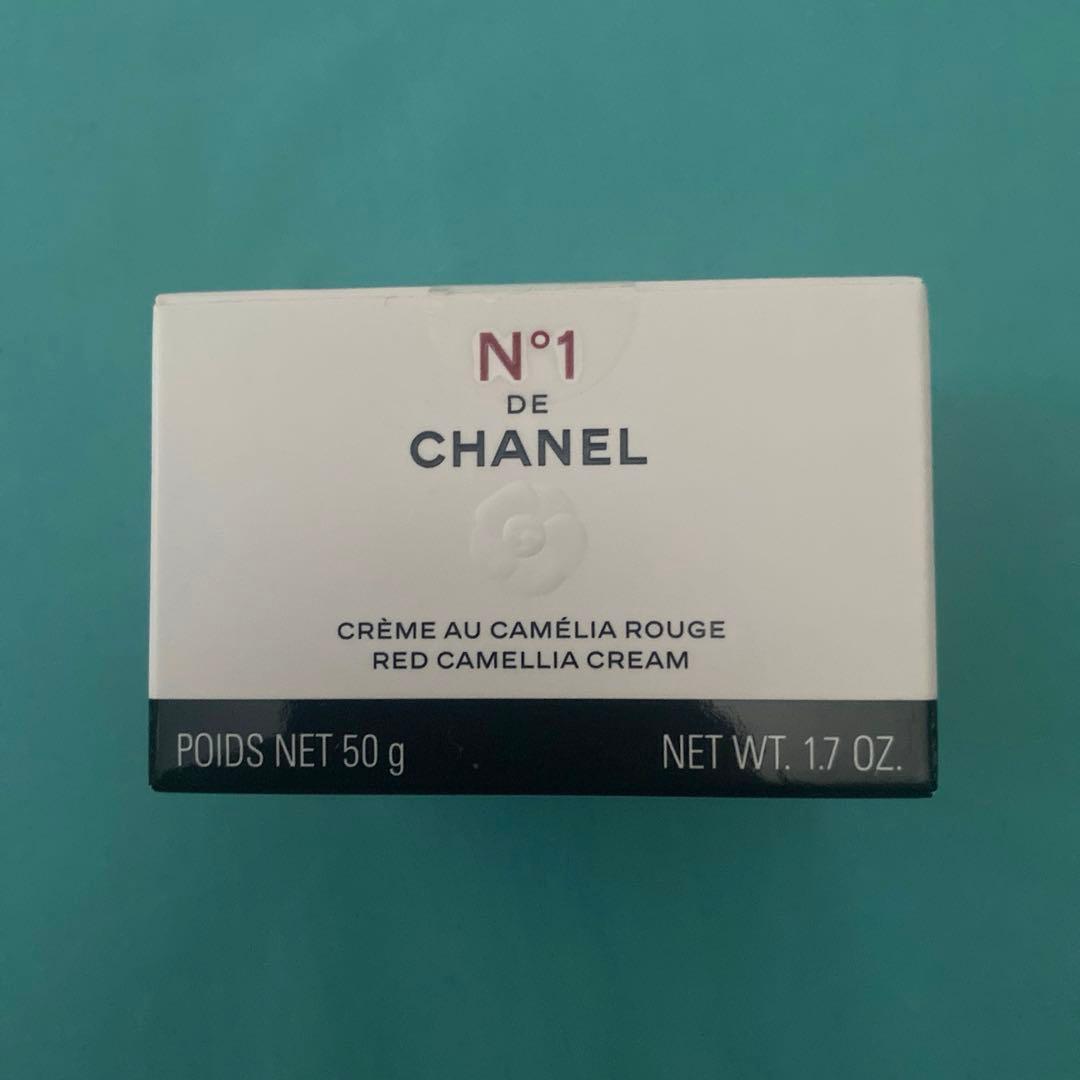 N°1
DE
CHANEL
CRÈME AU CAMÉLIA ROUGE
RED CAMELLIA CREAM
POIDS NET 50 g NET WT. 1.7 OZ.